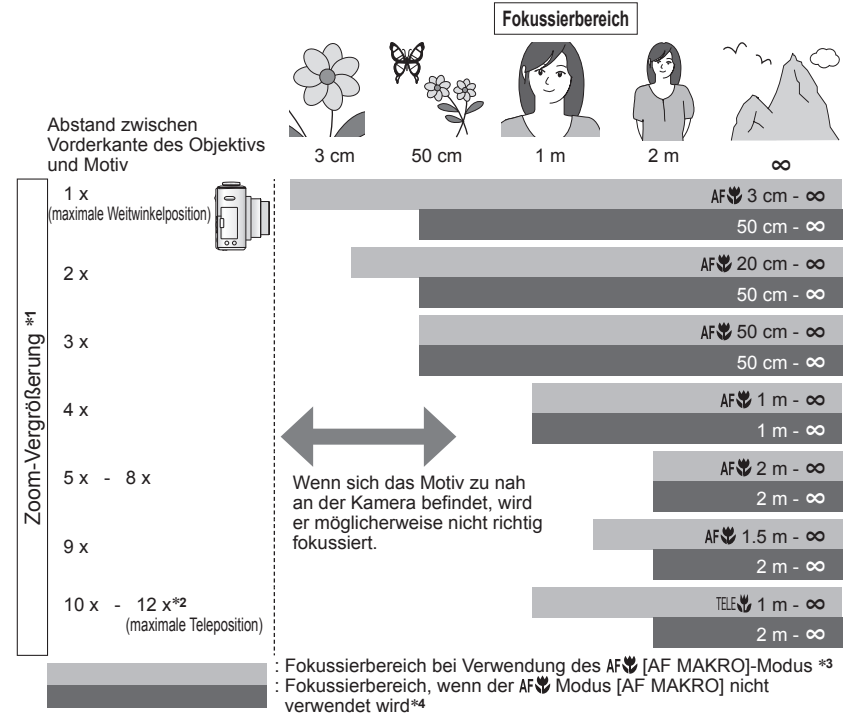 Fokussierbereich
Abstand zwischen
Vorderkante des Objektivs
und Motiv
3 cm 50 cm 1 m 2 m ∞
Zoom-Vergrößerung *1
1 x
(maximale Weitwinkelposition)
AF 3 cm - ∞
50 cm - ∞
2 x
AF 20 cm - ∞
50 cm - ∞
3 x
AF 50 cm - ∞
50 cm - ∞
4 x
AF 1 m - ∞
1 m - ∞
5 x - 8 x
AF 2 m - ∞
2 m - ∞
9 x
AF 1.5 m - ∞
2 m - ∞
10 x - 12 x*2
(maximale Teleposition)
TELE 1 m - ∞
2 m - ∞
Wenn sich das Motiv zu nah
an der Kamera befindet, wird
er möglicherweise nicht richtig
fokussiert.
: Fokussierbereich bei Verwendung des AF [AF MAKRO]-Modus *3
: Fokussierbereich, wenn der AF Modus [AF MAKRO] nicht
verwendet wird*4